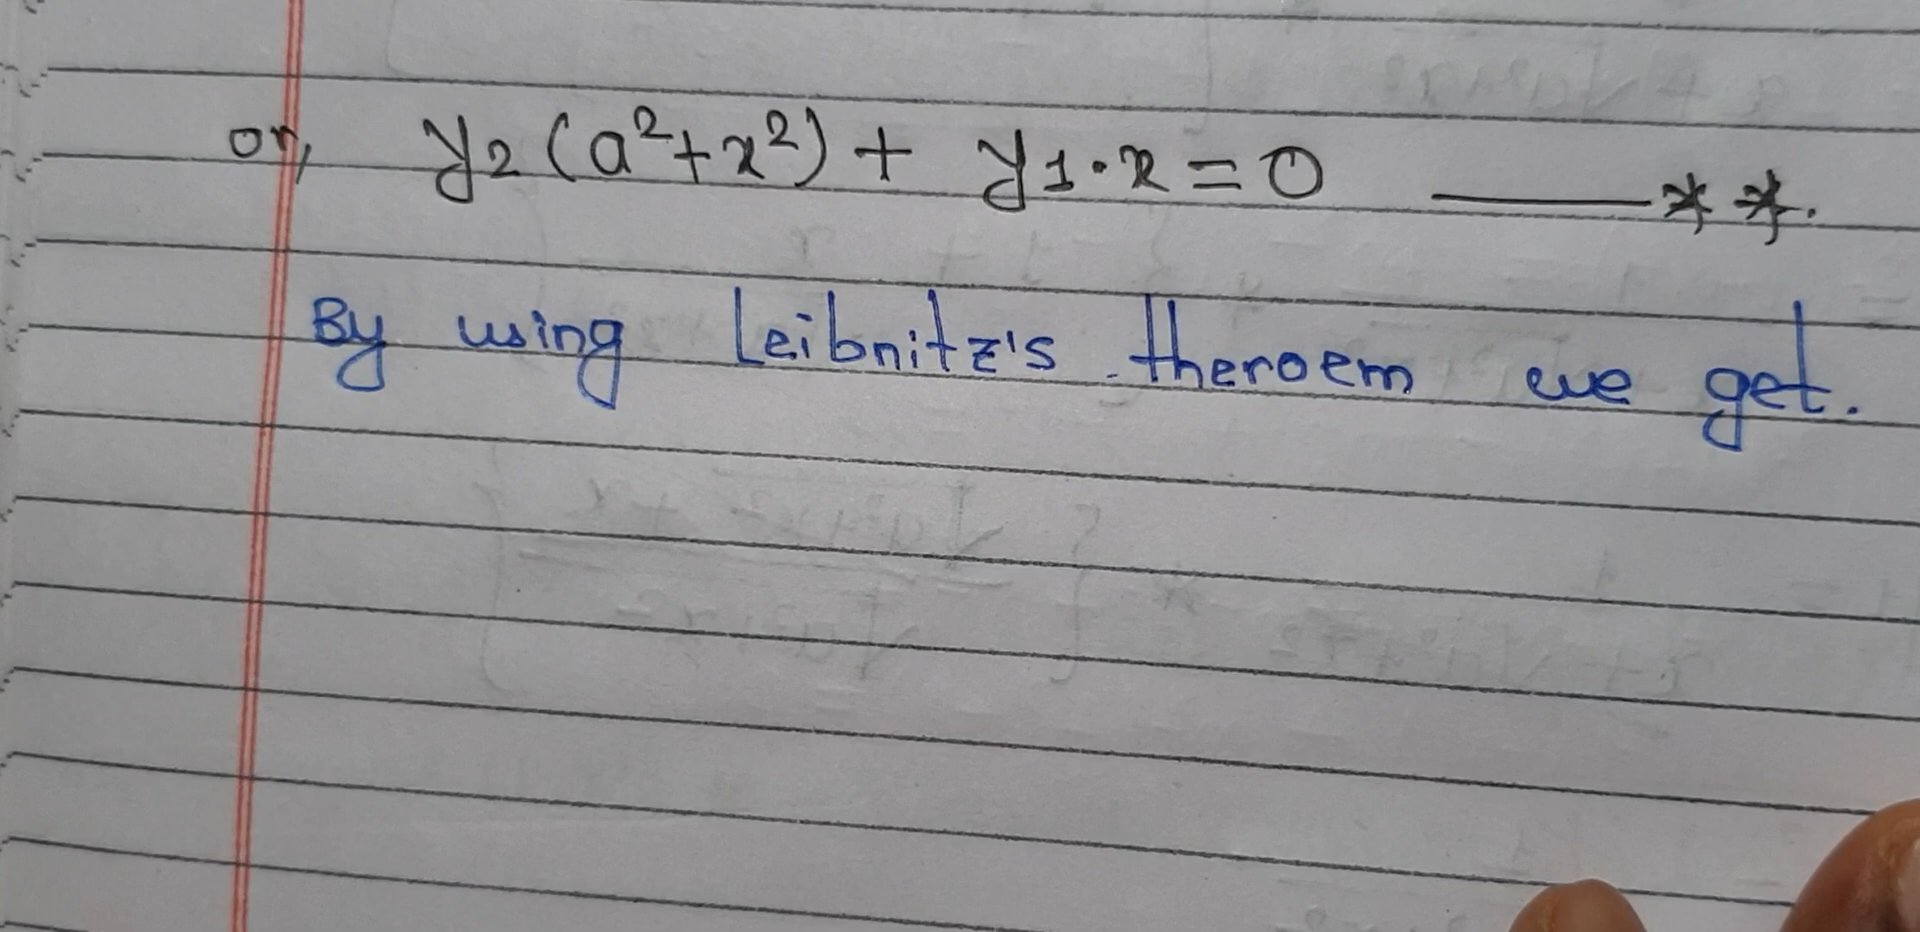 or, y₂(a²+x²) + y₁·x = 0 ——**.
By using Leibnitz's theroem we get.